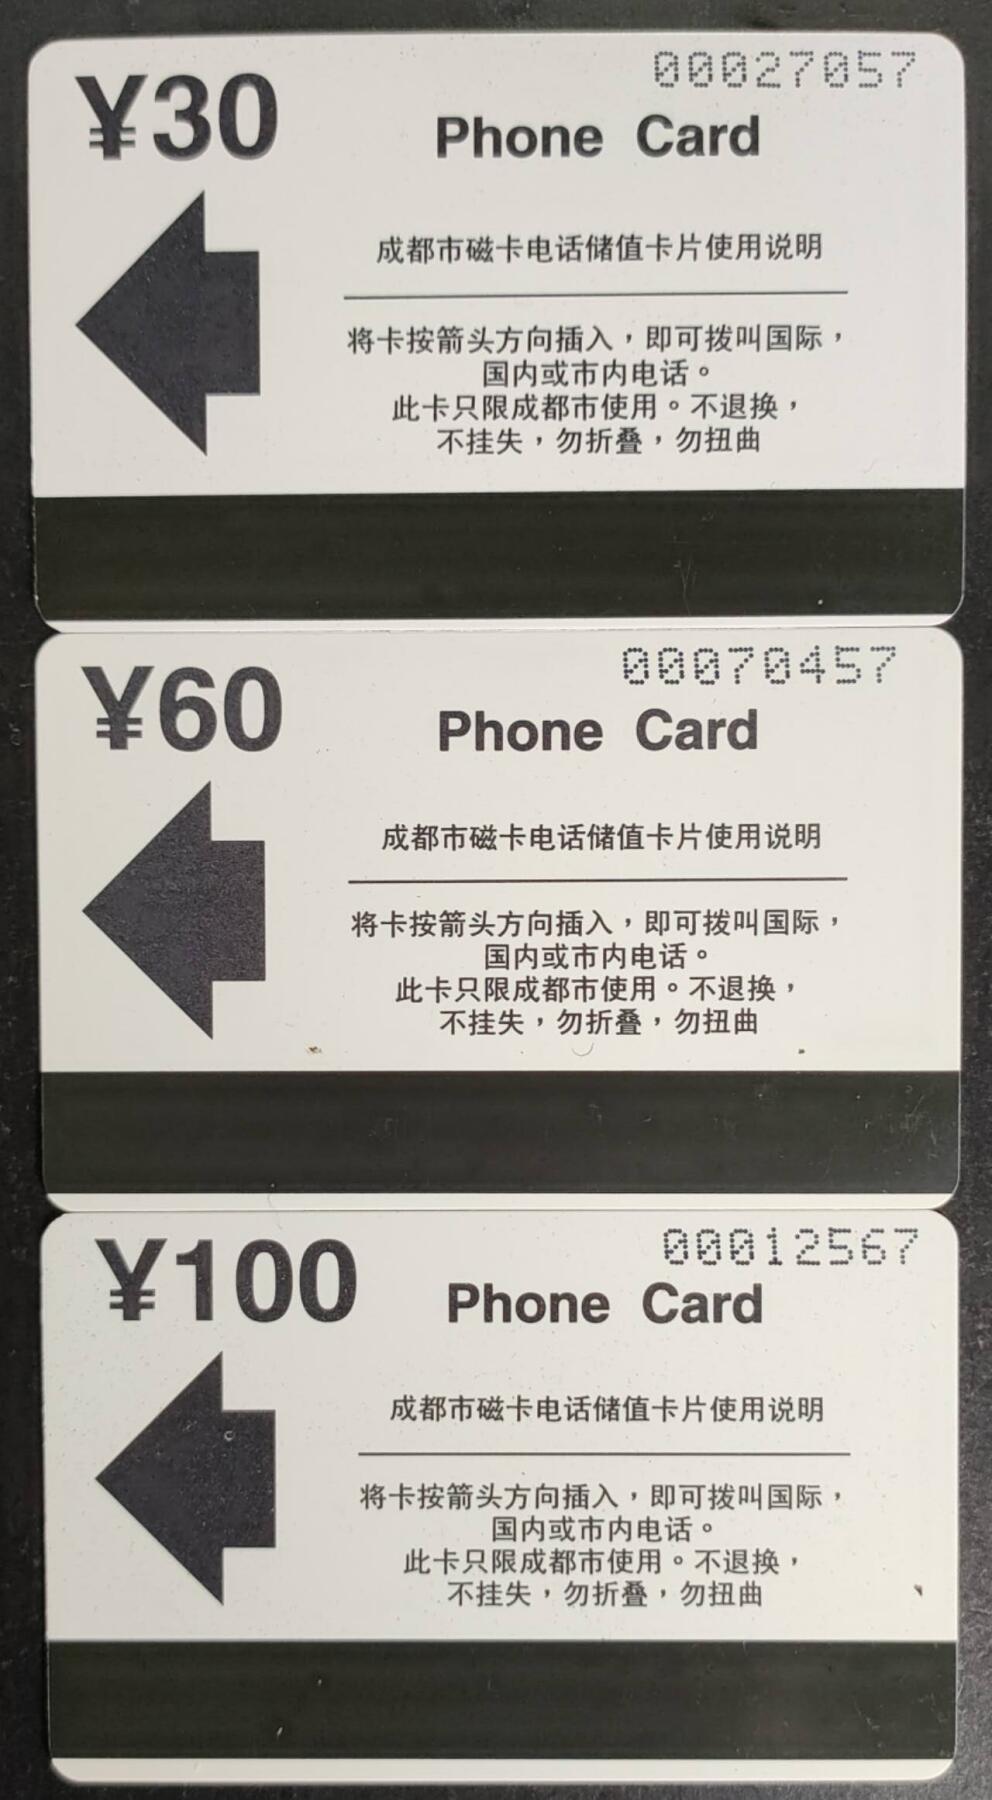 ¥30
00027057
Phone Card
成都市磁卡电话储值卡片使用说明
将卡按箭头方向插入，即可拨叫国际，
国内或市内电话。
此卡只限成都市使用。不退换，
不挂失，勿折叠，勿扭曲
¥60
00070457
Phone Card
成都市磁卡电话储值卡片使用说明
将卡按箭头方向插入，即可拨叫国际，
国内或市内电话。
此卡只限成都市使用。不退换，
不挂失，勿折叠，勿扭曲
¥100
00012567
Phone Card
成都市磁卡电话储值卡片使用说明
将卡按箭头方向插入，即可拨叫国际，
国内或市内电话。
此卡只限成都市使用。不退换，
不挂失，勿折叠，勿扭曲